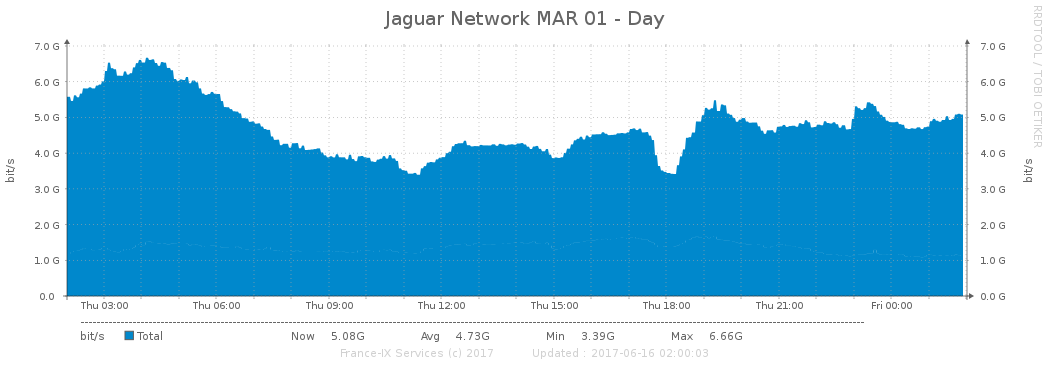 Jaguar Network MAR 01 - Day
RRDTOOL / TOBI OETIKER
7.0 G 7.0 G
6.0 G 6.0 G
5.0 G 5.0 G
4.0 G 4.0 G
3.0 G 3.0 G
2.0 G 2.0 G
1.0 G 1.0 G
0.0 0.0 G
bit/s bit/s
Thu 03:00 Thu 06:00 Thu 09:00 Thu 12:00 Thu 15:00 Thu 18:00 Thu 21:00 Fri 00:00
bit/s Total Now 5.08G Avg 4.73G Min 3.39G Max 6.66G
France-IX Services (c) 2017 Updated : 2017-06-16 02:00:03